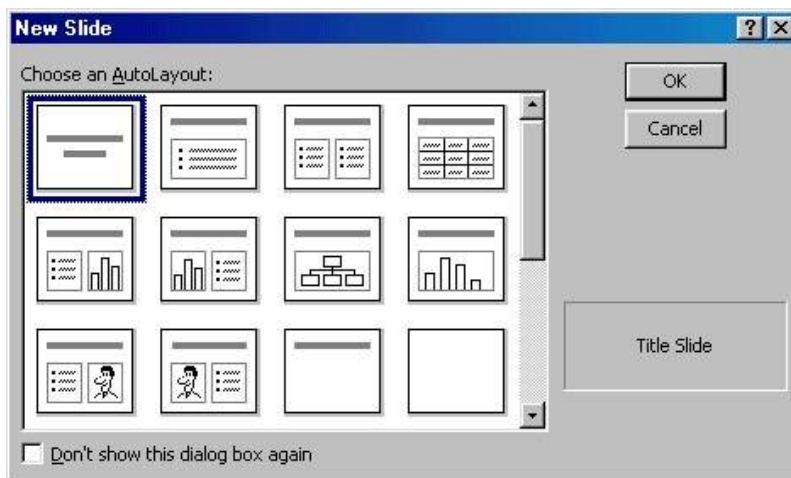 New Slide
Choose an AutoLayout:
OK
Cancel
Title Slide
Don't show this dialog box again